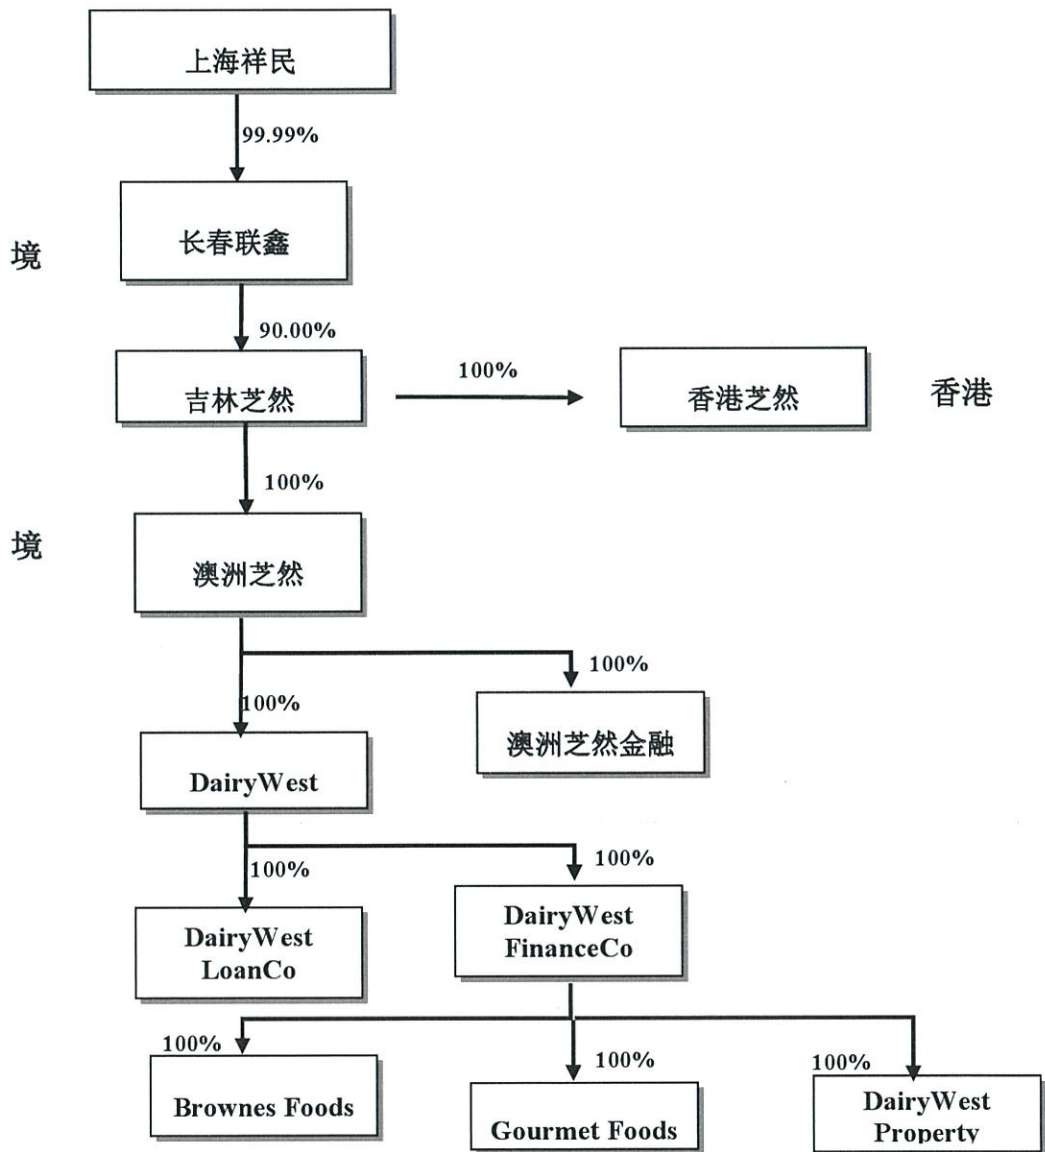 上海祥民
99.99%
长春联鑫
境
90.00%
吉林芝然
100%
香港芝然
香港
100%
境
澳洲芝然
100%
100%
澳洲芝然金融
DairyWest
100%
100%
DairyWest
LoanCo
DairyWest
FinanceCo
100%
100%
100%
Brownes Foods
Gourmet Foods
DairyWest
Property